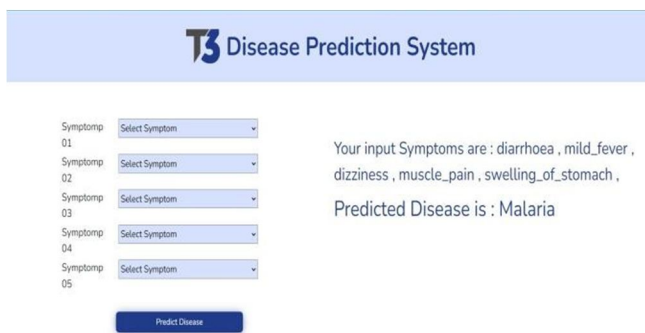 T3 Disease Prediction System
Symptomp
01
Select Symptom
Symptomp
02
Select Symptom
Symptomp
03
Select Symptom
Symptomp
04
Select Symptom
Symptomp
05
Select Symptom
Predict Disease
Your input Symptoms are : diarrhoea , mild_fever ,
dizziness , muscle_pain , swelling_of_stomach ,
Predicted Disease is : Malaria